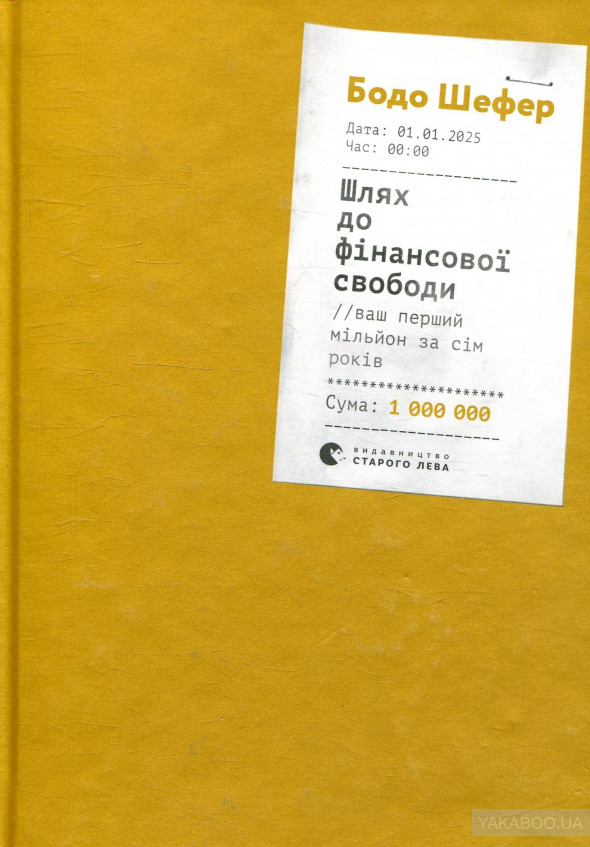 Бодо Шефер
Дата: 01.01.2025
Час: 00:00
--------------------
Шлях
до
фінансової
свободи
//ваш перший
мільйон за сім
років
*********************
Сума: 1 000 000
--------------------
видавництво
СТАРОГО ЛЕВА
YAKABOO.UA